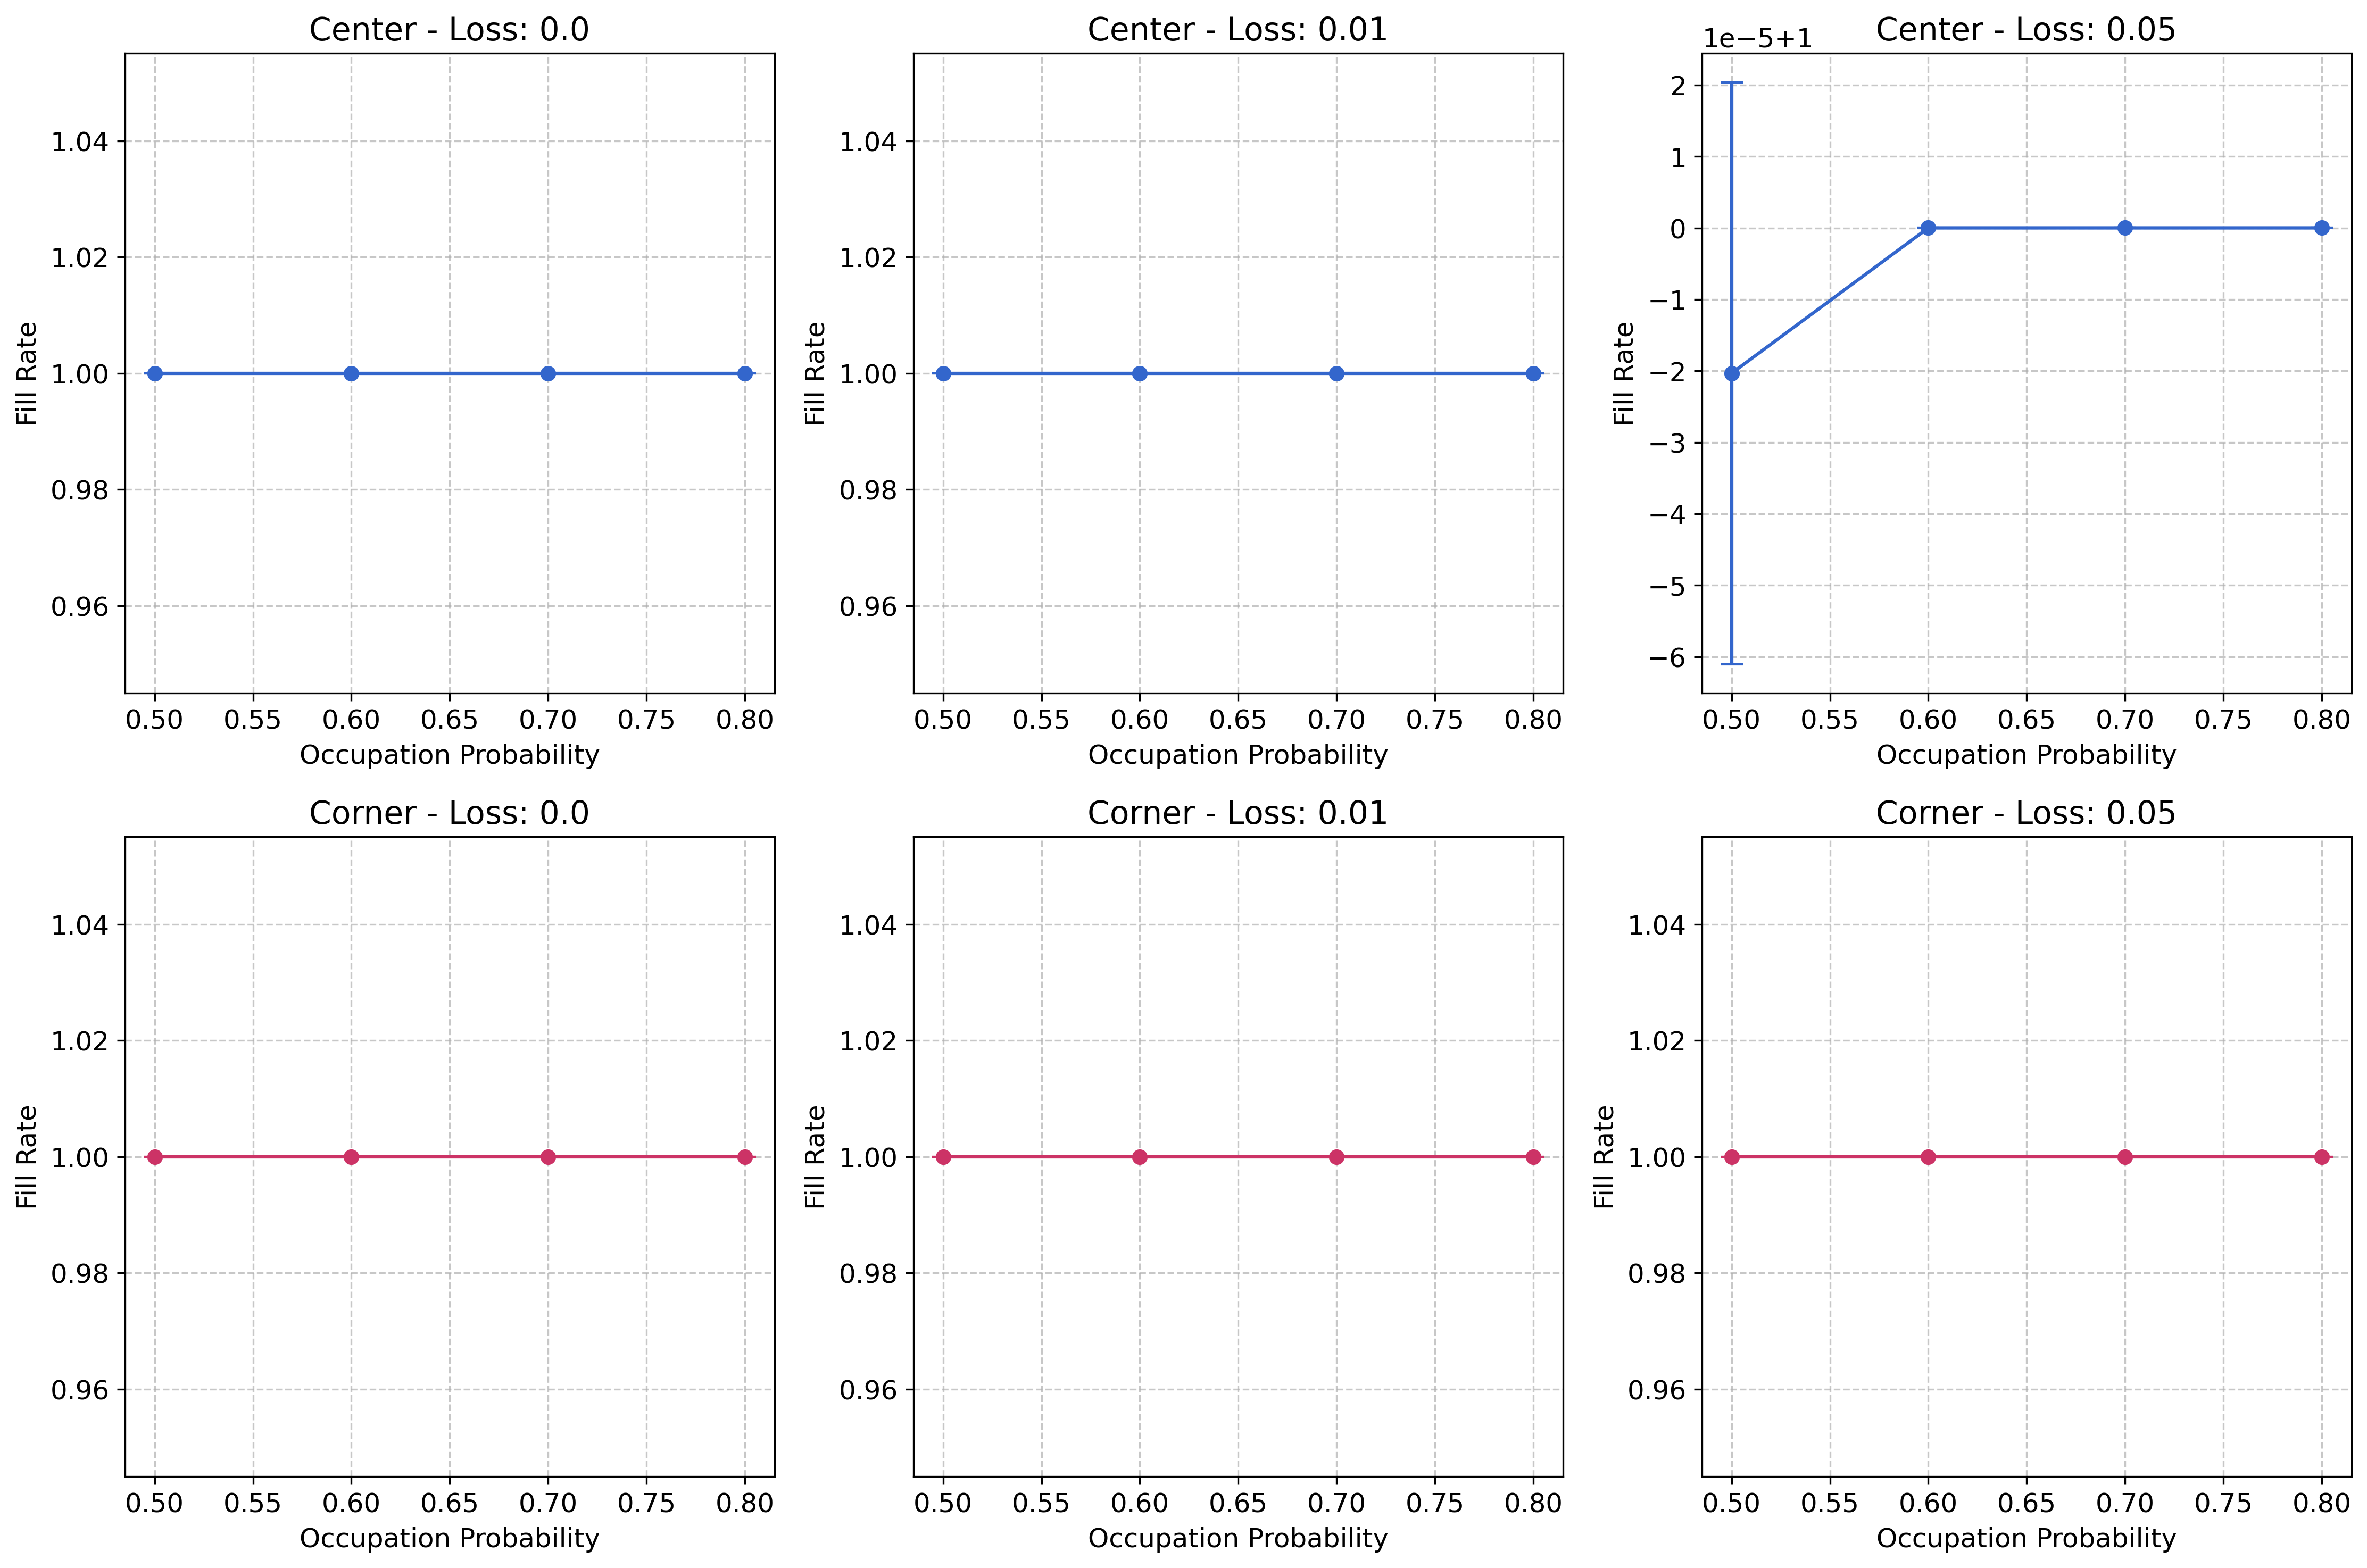 Center - Loss: 0.0
1.04
1.02
1.00
0.98
0.96
Fill Rate
0.50 0.55 0.60 0.65 0.70 0.75 0.80
Occupation Probability
Center - Loss: 0.01
1.04
1.02
1.00
0.98
0.96
Fill Rate
0.50 0.55 0.60 0.65 0.70 0.75 0.80
Occupation Probability
Center - Loss: 0.05
1e−5+1
2
1
0
−1
−2
−3
−4
−5
−6
Fill Rate
0.50 0.55 0.60 0.65 0.70 0.75 0.80
Occupation Probability
Corner - Loss: 0.0
1.04
1.02
1.00
0.98
0.96
Fill Rate
0.50 0.55 0.60 0.65 0.70 0.75 0.80
Occupation Probability
Corner - Loss: 0.01
1.04
1.02
1.00
0.98
0.96
Fill Rate
0.50 0.55 0.60 0.65 0.70 0.75 0.80
Occupation Probability
Corner - Loss: 0.05
1.04
1.02
1.00
0.98
0.96
Fill Rate
0.50 0.55 0.60 0.65 0.70 0.75 0.80
Occupation Probability